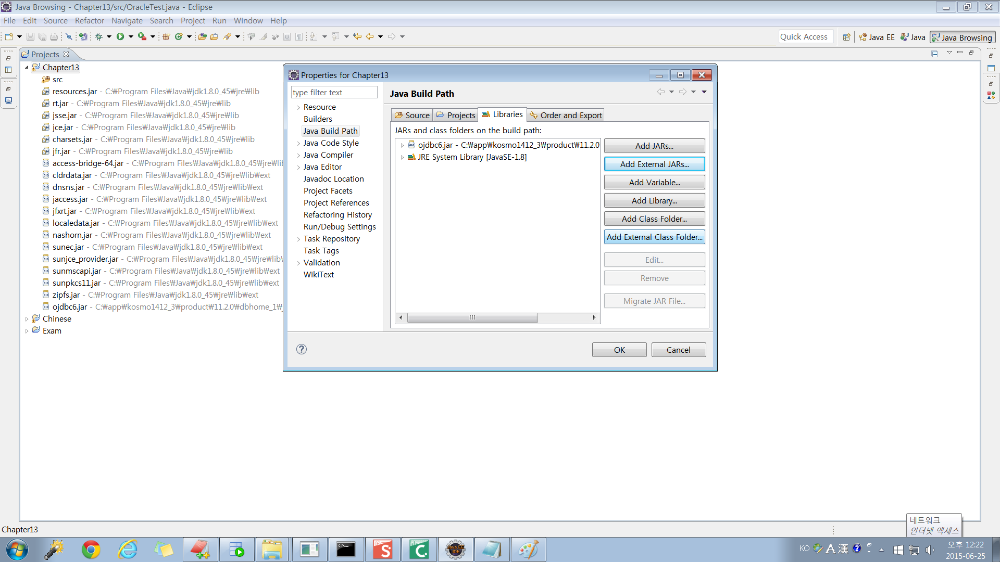 Java Browsing - Chapter13/src/OracleTest.java - Eclipse
File Edit Source Refactor Navigate Search Project Run Window Help
Quick Access Java EE Java Java Browsing
Projects
Chapter13
src
resources.jar - C:₩Program Files₩Java₩jdk1.8.0_45₩jre₩lib
rt.jar - C:₩Program Files₩Java₩jdk1.8.0_45₩jre₩lib
jsse.jar - C:₩Program Files₩Java₩jdk1.8.0_45₩jre₩lib
jce.jar - C:₩Program Files₩Java₩jdk1.8.0_45₩jre₩lib
charsets.jar - C:₩Program Files₩Java₩jdk1.8.0_45₩jre₩lib
jfr.jar - C:₩Program Files₩Java₩jdk1.8.0_45₩jre₩lib
access-bridge-64.jar - C:₩Program Files₩Java₩jdk1.8.0_45₩jre₩li
cldrdata.jar - C:₩Program Files₩Java₩jdk1.8.0_45₩jre₩lib₩ext
dnsns.jar - C:₩Program Files₩Java₩jdk1.8.0_45₩jre₩lib₩ext
jaccess.jar - C:₩Program Files₩Java₩jdk1.8.0_45₩jre₩lib₩ext
jfxrt.jar - C:₩Program Files₩Java₩jdk1.8.0_45₩jre₩lib₩ext
localedata.jar - C:₩Program Files₩Java₩jdk1.8.0_45₩jre₩lib₩ext
nashorn.jar - C:₩Program Files₩Java₩jdk1.8.0_45₩jre₩lib₩ext
sunec.jar - C:₩Program Files₩Java₩jdk1.8.0_45₩jre₩lib₩ext
sunjce_provider.jar - C:₩Program Files₩Java₩jdk1.8.0_45₩jre₩lib₩
sunmscapi.jar - C:₩Program Files₩Java₩jdk1.8.0_45₩jre₩lib₩ext
sunpkcs11.jar - C:₩Program Files₩Java₩jdk1.8.0_45₩jre₩lib₩ext
zipfs.jar - C:₩Program Files₩Java₩jdk1.8.0_45₩jre₩lib₩ext
ojdbc6.jar - C:₩app₩kosmo1412_3₩product₩11.2.0₩dbhome_1₩
Chinese
Exam
Properties for Chapter13
type filter text
Resource
Builders
Java Build Path
Java Code Style
Java Compiler
Java Editor
Javadoc Location
Project Facets
Project References
Refactoring History
Run/Debug Settings
Task Repository
Task Tags
Validation
WikiText
Java Build Path
Source Projects Libraries Order and Export
JARs and class folders on the build path:
ojdbc6.jar - C:₩app₩kosmo1412_3₩product₩11.2.0
JRE System Library [JavaSE-1.8]
Add JARs...
Add External JARs...
Add Variable...
Add Library...
Add Class Folder...
Add External Class Folder...
Edit...
Remove
Migrate JAR File...
OK Cancel
네트워크
인터넷 액세스
Chapter13
KO A 漢
오후 12:22
2015-06-25